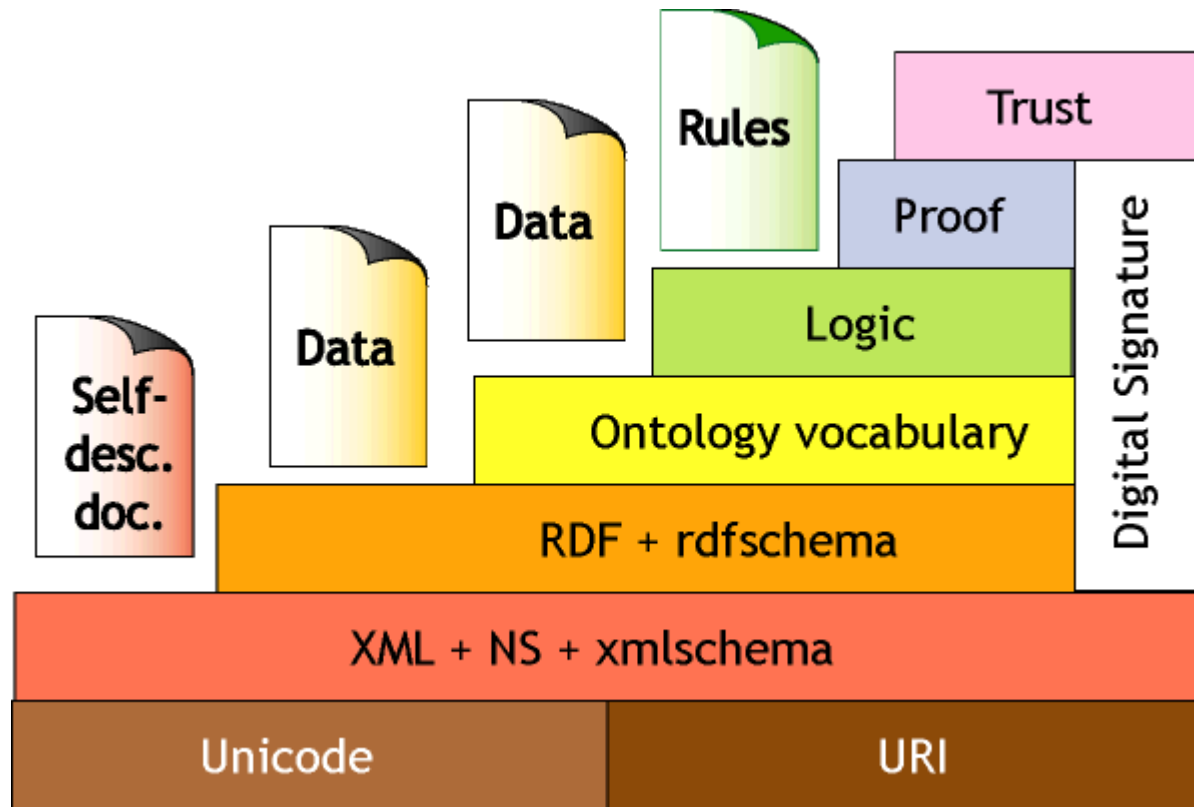 Rules
Trust
Data
Proof
Data
Logic
Self-
desc.
doc.
Ontology vocabulary
Digital Signature
RDF + rdfschema
XML + NS + xmlschema
Unicode
URI